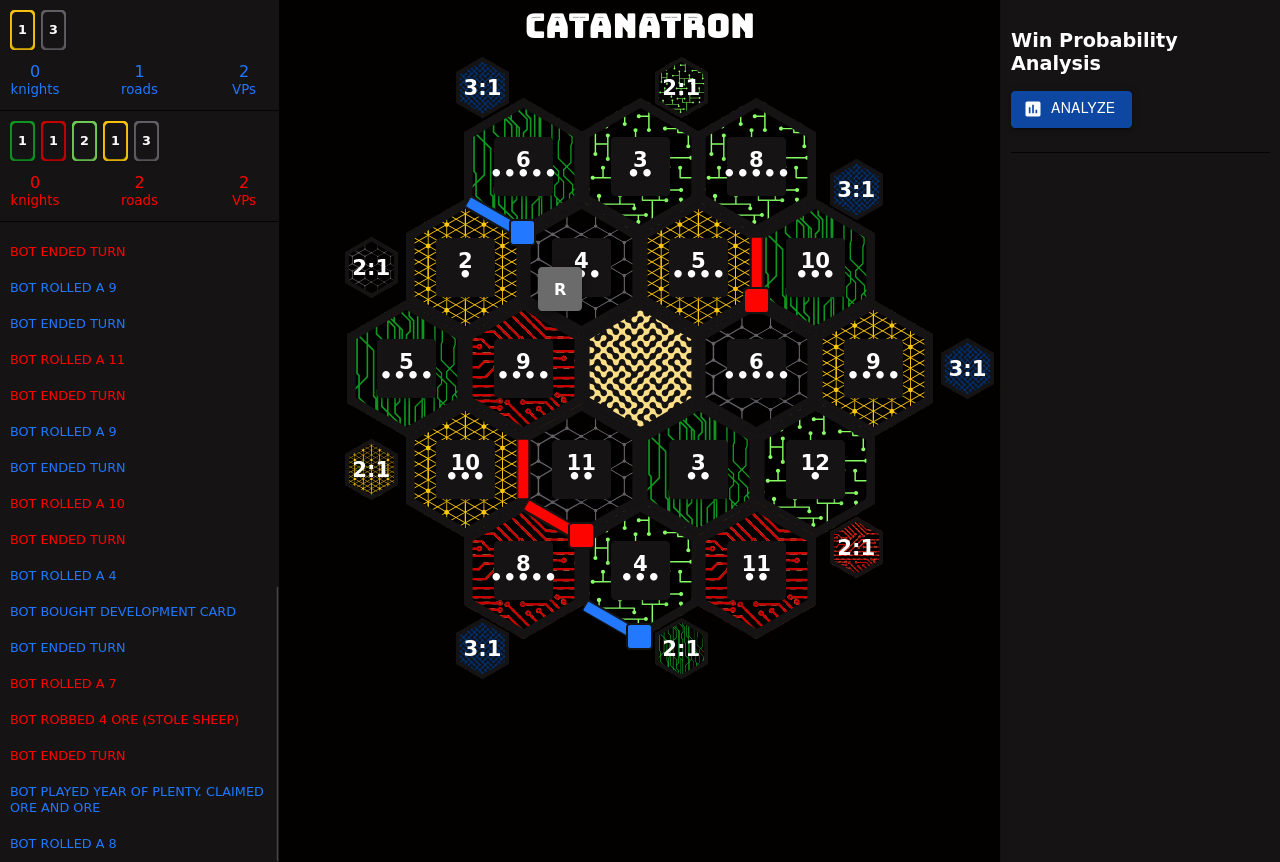 CATANATRON
1 3
0 1 2
knights roads VPs
1 1 2 1 3
0 2 2
knights roads VPs
BOT ENDED TURN
BOT ROLLED A 9
BOT ENDED TURN
BOT ROLLED A 11
BOT ENDED TURN
BOT ROLLED A 9
BOT ENDED TURN
BOT ROLLED A 10
BOT ENDED TURN
BOT ROLLED A 4
BOT BOUGHT DEVELOPMENT CARD
BOT ENDED TURN
BOT ROLLED A 7
BOT ROBBED 4 ORE (STOLE SHEEP)
BOT ENDED TURN
BOT PLAYED YEAR OF PLENTY. CLAIMED
ORE AND ORE
BOT ROLLED A 8
3:1 2:1
6 3 8
3:1
2:1 2 4 5 10
R
5 9 6 9 3:1
2:1 10 11 3 12
8 4 11 2:1
3:1 2:1
Win Probability
Analysis
ANALYZE